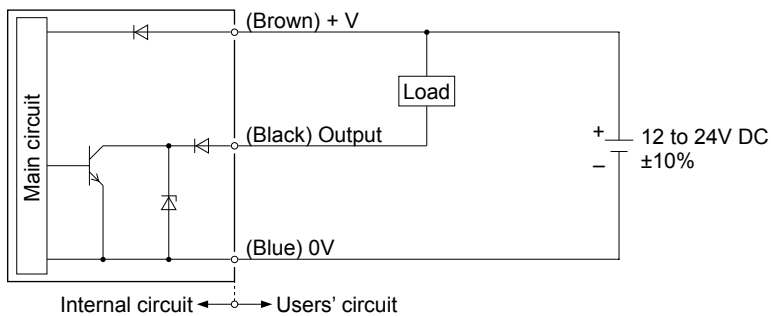 (Brown) + V
Main circuit
Load
(Black) Output
+
–
12 to 24V DC
±10%
(Blue) 0V
Internal circuit
Users' circuit